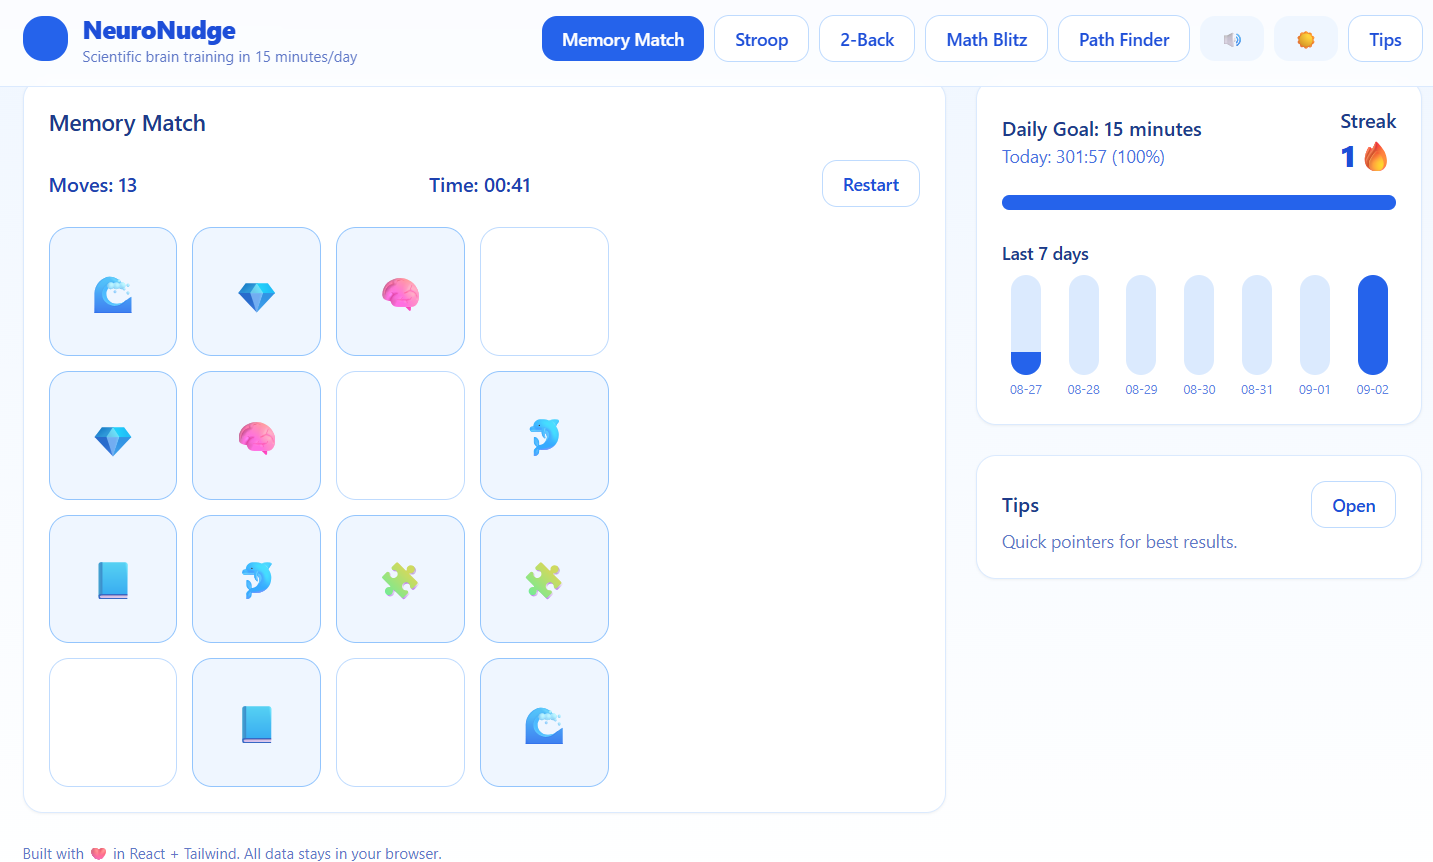 NeuroNudge
Scientific brain training in 15 minutes/day
Memory Match
Stroop
2-Back
Math Blitz
Path Finder
Tips
Memory Match
Moves: 13
Time: 00:41
Restart
Daily Goal: 15 minutes
Today: 301:57 (100%)
Streak
1
Last 7 days
08-27
08-28
08-29
08-30
08-31
09-01
09-02
Tips
Open
Quick pointers for best results.
Built with ❤️ in React + Tailwind. All data stays in your browser.